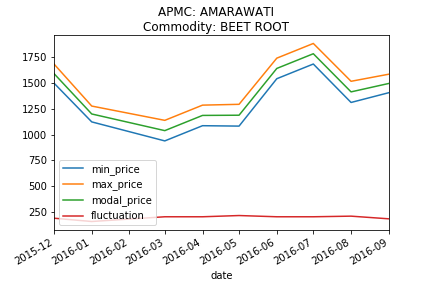 APMC: AMARAWATI
Commodity: BEET ROOT
1750
1500
1250
1000
750
500
250
min_price
max_price
modal_price
fluctuation
2015-12
2016-01
2016-02
2016-03
2016-04
2016-05
2016-06
2016-07
2016-08
2016-09
date